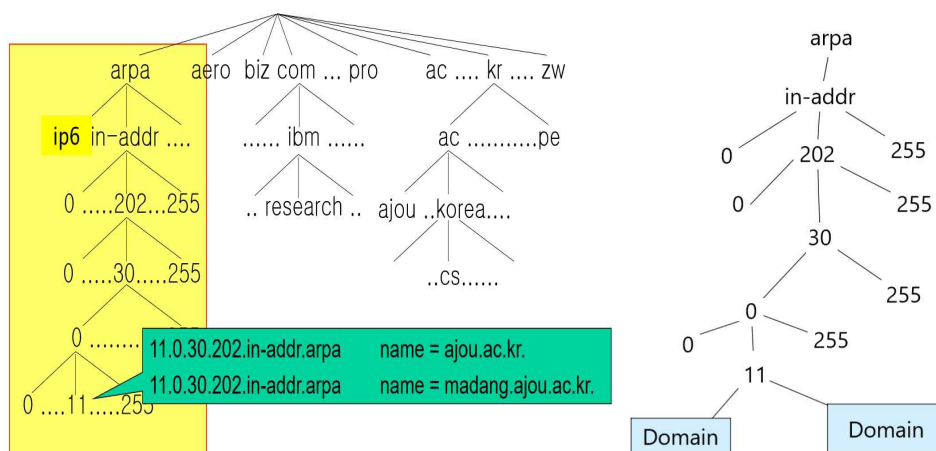 arpa aero biz com ... pro ac .... kr .... zw
ip6 in-addr ....
...... ibm ......
ac ...........pe
0 .....202...255
.. research ..
ajou ..korea....
0 .....30.....255
..cs......
0 ..........
11.0.30.202.in-addr.arpa name = ajou.ac.kr.
11.0.30.202.in-addr.arpa name = madang.ajou.ac.kr.
0 ....11.....255
arpa
in-addr
0 202 255
0 255
30
255
0
0 255
11
Domain Domain